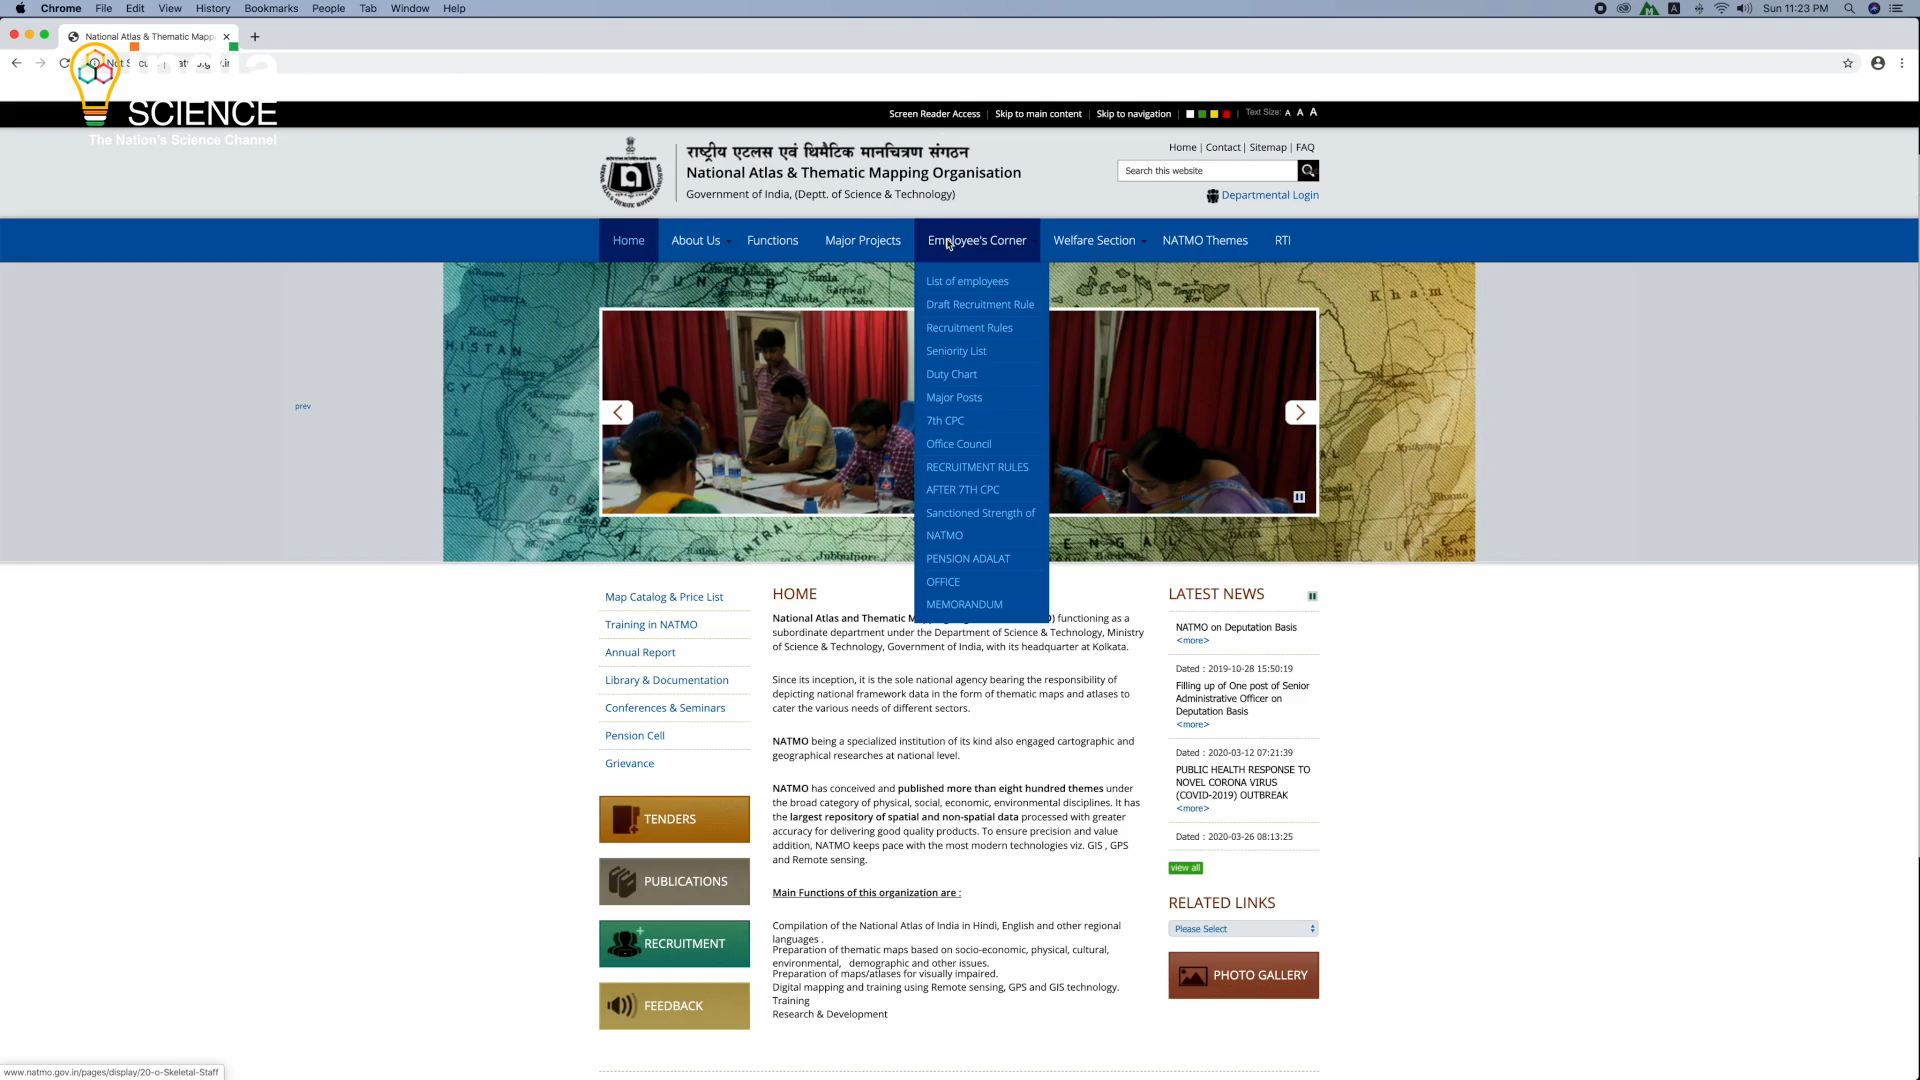 Chrome File Edit View History Bookmarks People Tab Window Help
Sun 11:23 PM
National Atlas & Thematic Mapp
SCIENCE
The Nation's Science Channel
Screen Reader Access | Skip to main content | Skip to navigation | Text Size: A A A
राष्ट्रीय एटलस एवं थिमैटिक मानचित्रण संगठन
National Atlas & Thematic Mapping Organisation
Government of India, (Deptt. of Science & Technology)
Home | Contact | Sitemap | FAQ
Search this website
Departmental Login
Home About Us Functions Major Projects Employee's Corner Welfare Section NATMO Themes RTI
List of employees
Draft Recruitment Rule
Recruitment Rules
Seniority List
Duty Chart
Major Posts
7th CPC
Office Council
RECRUITMENT RULES
AFTER 7TH CPC
Sanctioned Strength of
NATMO
PENSION ADALAT
OFFICE
MEMORANDUM
prev
Kham
Map Catalog & Price List
Training in NATMO
Annual Report
Library & Documentation
Conferences & Seminars
Pension Cell
Grievance
TENDERS
PUBLICATIONS
RECRUITMENT
FEEDBACK
HOME
National Atlas and Thematic M
) functioning as a
subordinate department under the Department of Science & Technology, Ministry
of Science & Technology, Government of India, with its headquarter at Kolkata.
Since its inception, it is the sole national agency bearing the responsibility of
depicting national framework data in the form of thematic maps and atlases to
cater the various needs of different sectors.
NATMO being a specialized institution of its kind also engaged cartographic and
geographical researches at national level.
NATMO has conceived and published more than eight hundred themes under
the broad category of physical, social, economic, environmental disciplines. It has
the largest repository of spatial and non-spatial data processed with greater
accuracy for delivering good quality products. To ensure precision and value
addition, NATMO keeps pace with the most modern technologies viz. GIS , GPS
and Remote sensing.
Main Functions of this organization are :
Compilation of the National Atlas of India in Hindi, English and other regional
languages .
Preparation of thematic maps based on socio-economic, physical, cultural,
environmental, demographic and other issues.
Preparation of maps/atlases for visually impaired.
Digital mapping and training using Remote sensing, GPS and GIS technology.
Training
Research & Development
LATEST NEWS
NATMO on Deputation Basis
<more>
Dated : 2019-10-28 15:50:19
Filling up of One post of Senior
Administrative Officer on
Deputation Basis
<more>
Dated : 2020-03-12 07:21:39
PUBLIC HEALTH RESPONSE TO
NOVEL CORONA VIRUS
(COVID-2019) OUTBREAK
<more>
Dated : 2020-03-26 08:13:25
view all
RELATED LINKS
Please Select
PHOTO GALLERY
www.natmo.gov.in/pages/display/20-o-Skeletal-Staff